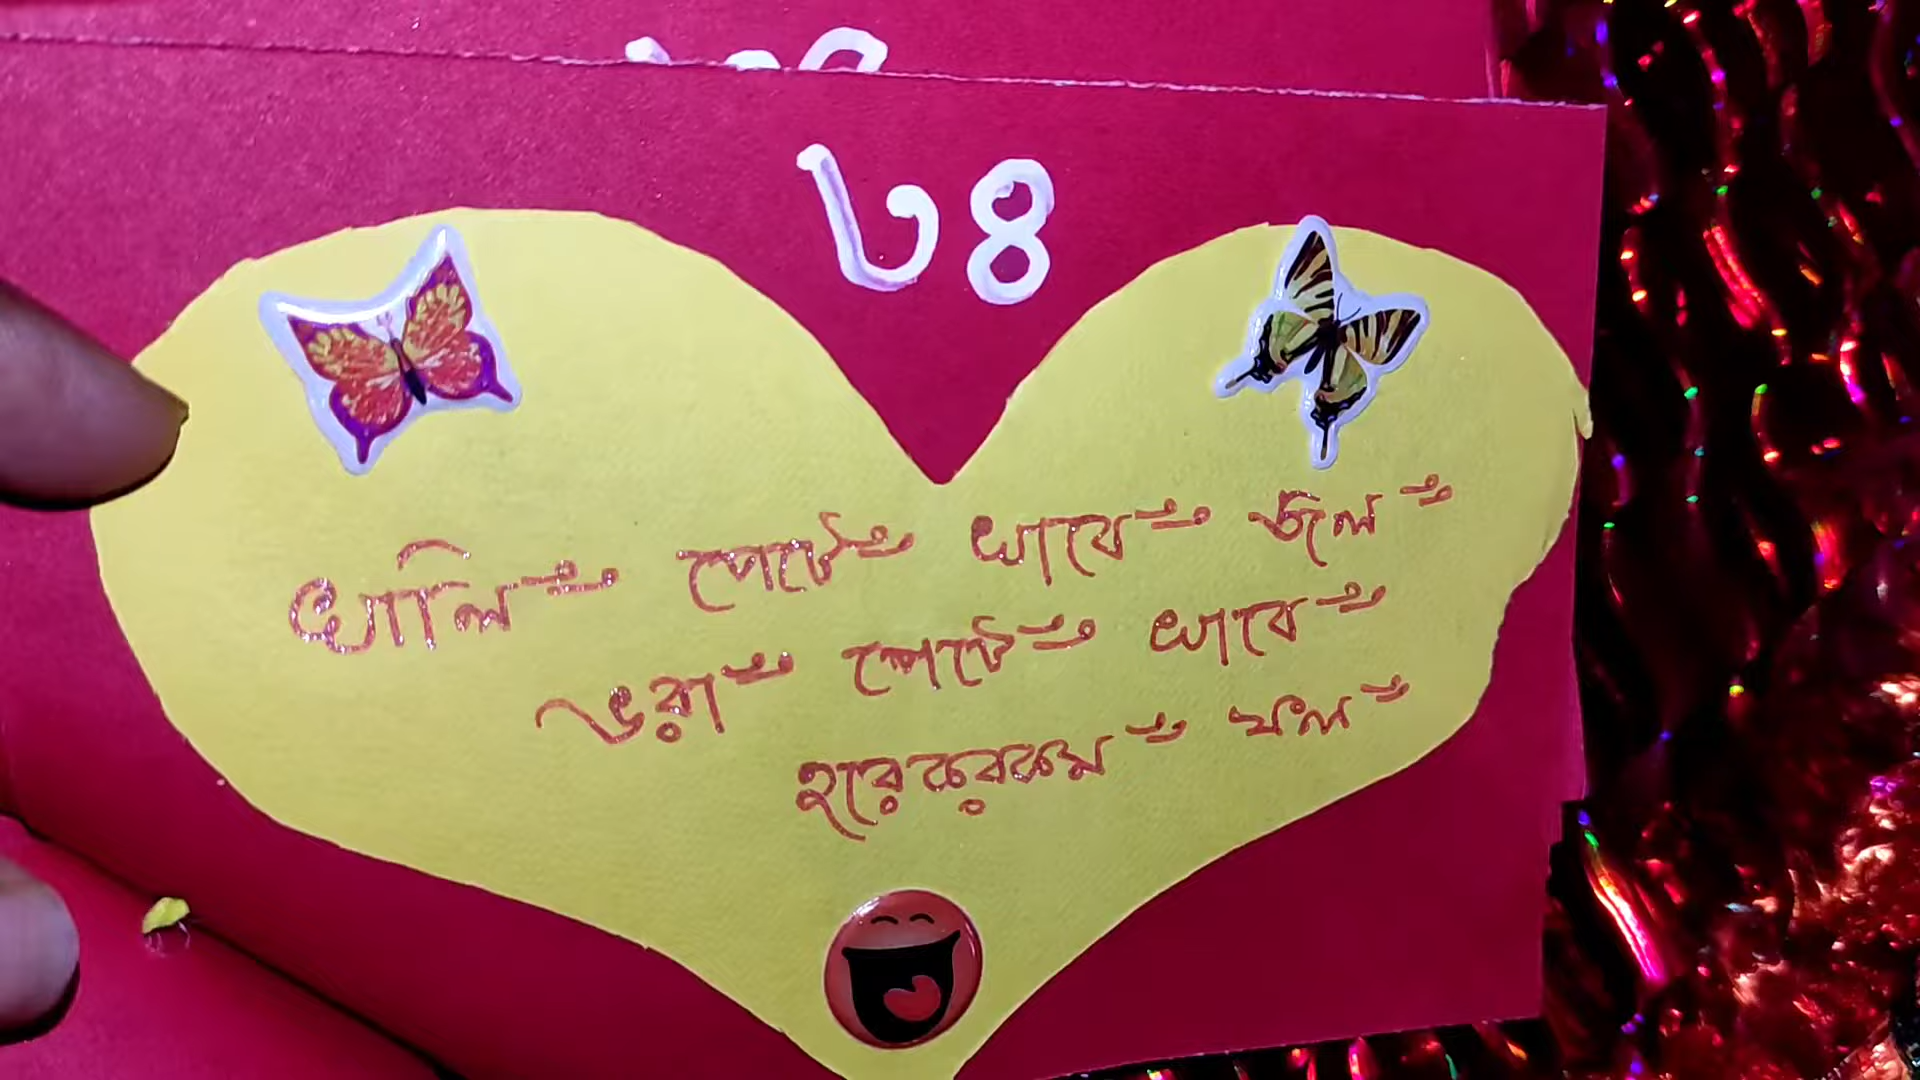 ৮৪
খালি পেটে খাবে জল
ভরা পেটে খাবে
হরেকরকম ফল